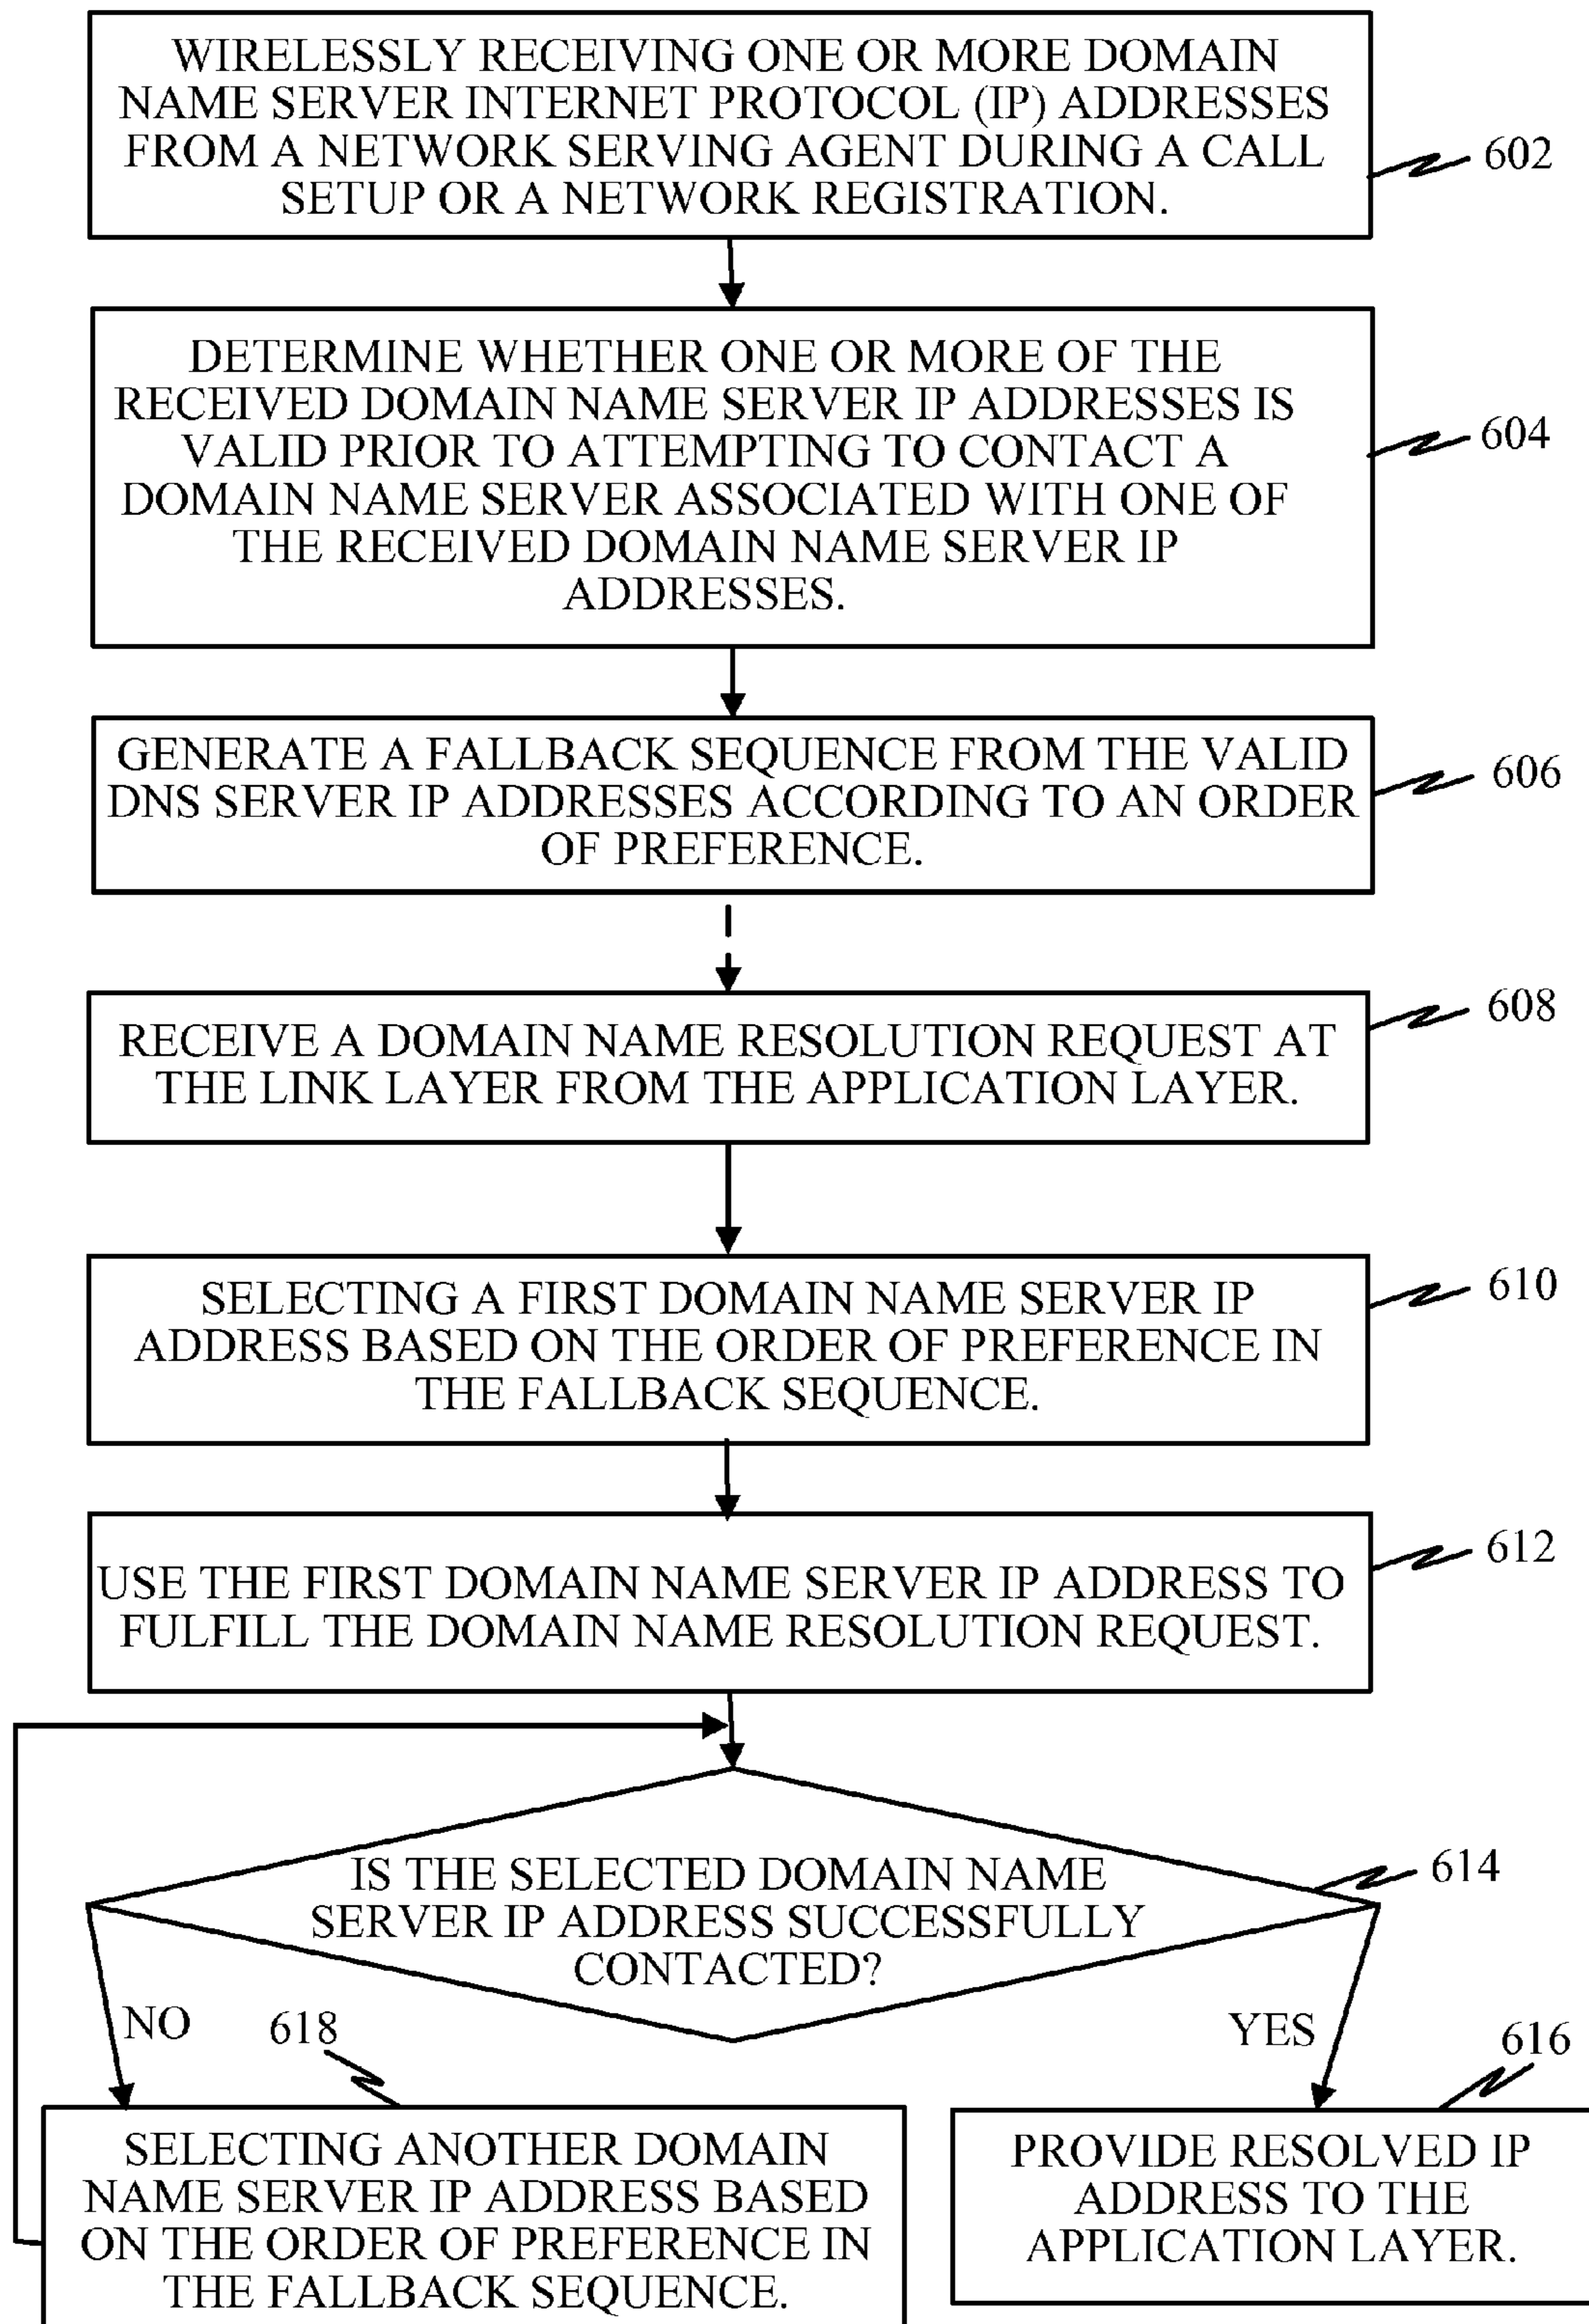 WIRELESSLY RECEIVING ONE OR MORE DOMAIN
NAME SERVER INTERNET PROTOCOL (IP) ADDRESSES
FROM A NETWORK SERVING AGENT DURING A CALL
SETUP OR A NETWORK REGISTRATION.
602
DETERMINE WHETHER ONE OR MORE OF THE
RECEIVED DOMAIN NAME SERVER IP ADDRESSES IS
VALID PRIOR TO ATTEMPTING TO CONTACT A
DOMAIN NAME SERVER ASSOCIATED WITH ONE OF
THE RECEIVED DOMAIN NAME SERVER IP
ADDRESSES.
604
GENERATE A FALLBACK SEQUENCE FROM THE VALID
DNS SERVER IP ADDRESSES ACCORDING TO AN ORDER
OF PREFERENCE.
606
RECEIVE A DOMAIN NAME RESOLUTION REQUEST AT
THE LINK LAYER FROM THE APPLICATION LAYER.
608
SELECTING A FIRST DOMAIN NAME SERVER IP
ADDRESS BASED ON THE ORDER OF PREFERENCE IN
THE FALLBACK SEQUENCE.
610
USE THE FIRST DOMAIN NAME SERVER IP ADDRESS TO
FULFILL THE DOMAIN NAME RESOLUTION REQUEST.
612
IS THE SELECTED DOMAIN NAME
SERVER IP ADDRESS SUCCESSFULLY
CONTACTED?
614
NO
618
YES
616
SELECTING ANOTHER DOMAIN
NAME SERVER IP ADDRESS BASED
ON THE ORDER OF PREFERENCE IN
THE FALLBACK SEQUENCE.
PROVIDE RESOLVED IP
ADDRESS TO THE
APPLICATION LAYER.